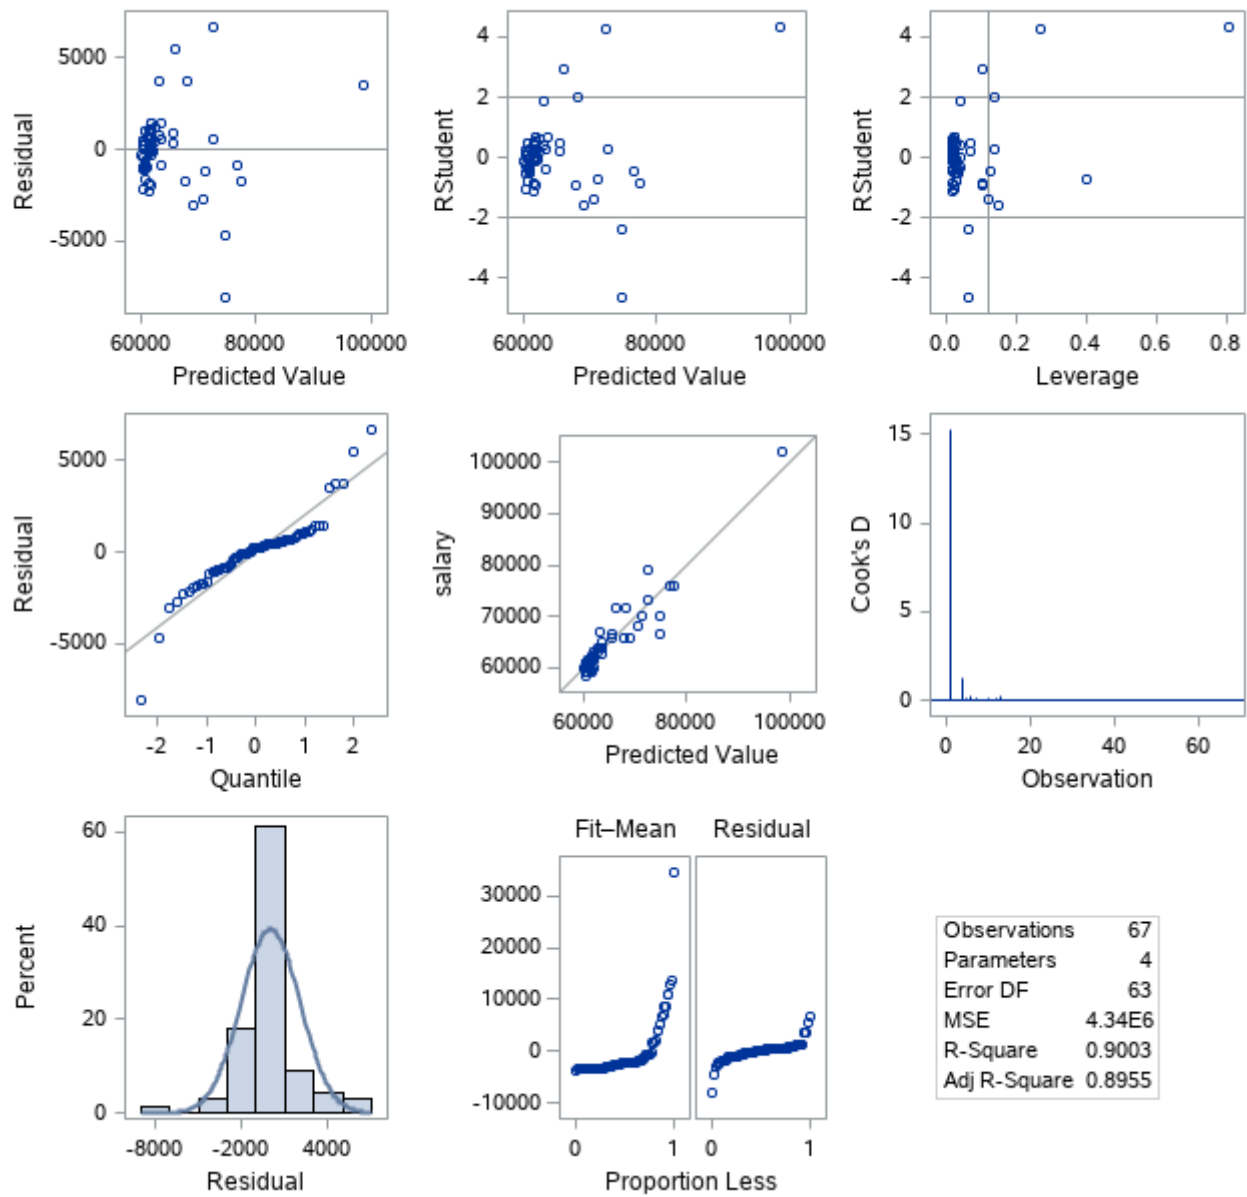 5000
0
-5000
Residual
60000 80000 100000
Predicted Value
4
2
0
-2
-4
RStudent
60000 80000 100000
Predicted Value
4
2
0
-2
-4
RStudent
0.0 0.2 0.4 0.6 0.8
Leverage
5000
0
-5000
Residual
-2 -1 0 1 2
Quantile
100000
90000
80000
70000
60000
salary
60000 80000 100000
Predicted Value
15
10
5
0
Cook's D
0 20 40 60
Observation
60
40
20
0
Percent
-8000 -2000 4000
Residual
Fit–Mean Residual
30000
20000
10000
0
-10000
0 1 0 1
Proportion Less
Observations 67
Parameters 4
Error DF 63
MSE 4.34E6
R-Square 0.9003
Adj R-Square 0.8955